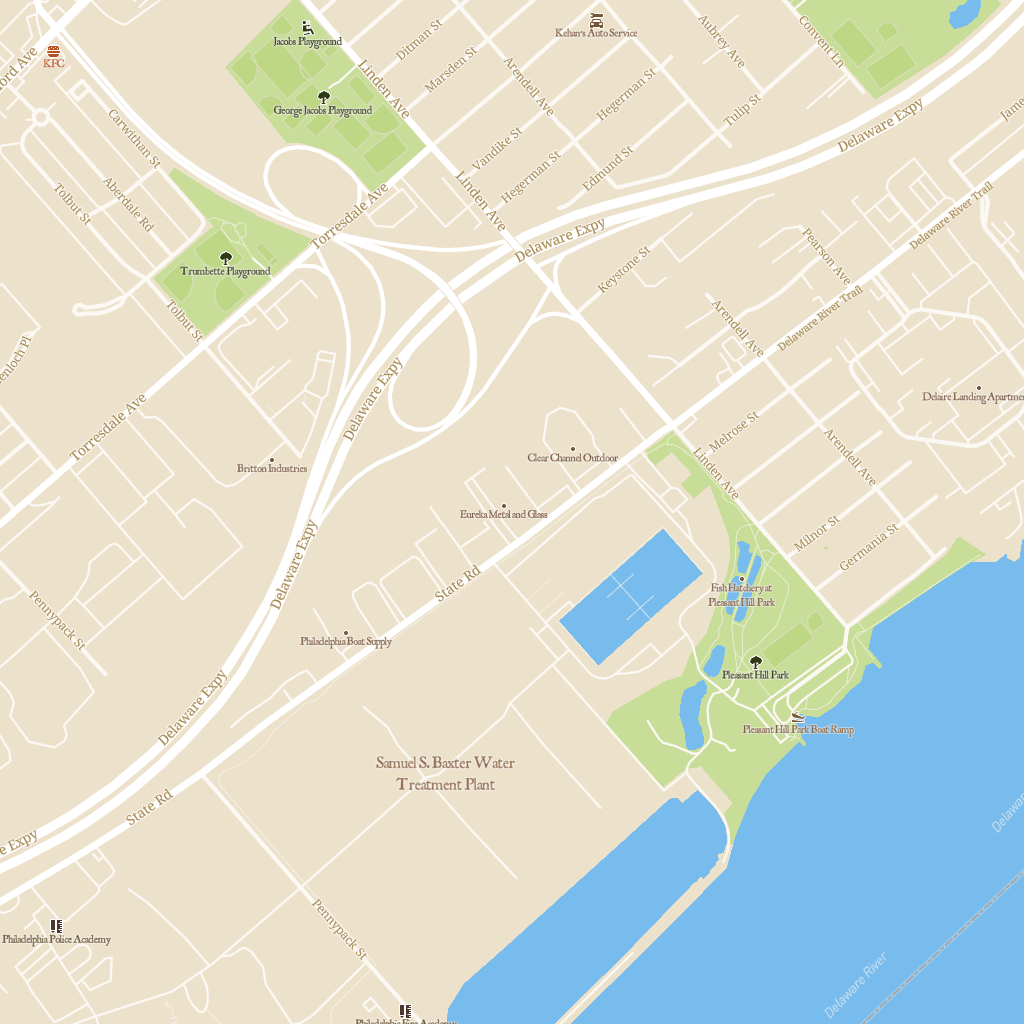 Jacobs Playground
Ditman St
Kehan's Auto Service
Aubrey Ave
Convent Ln
KFC
Marsden St
Linden Ave
Arendell Ave
Hegerman St
George Jacobs Playground
Tulip St
Delaware Expy
Carwithan St
Vandike St
Hegerman St
Edmund St
Aberdale Rd
Tolbut St
Linden Ave
Torresdale Ave
Delaware River Trail
Delaware Expy
Trumbette Playground
Keystone St
Pearson Ave
Tolbut St
Arendell Ave
Delaware River Trail
Delaware Expy
Torresdale Ave
Melrose St
Arendell Ave
Britton Industries
Clear Channel Outdoor
Linden Ave
Eureka Metal and Glass
Milnor St
Germania St
Delaware Expy
State Rd
Fish Hatchery at
Pleasant Hill Park
Pennypack St
Philadelphia Boat Supply
Pleasant Hill Park
Delaware Expy
Pleasant Hill Park Boat Ramp
Samuel S. Baxter Water
Treatment Plant
State Rd
Pennypack St
Philadelphia Police Academy
Delaware River